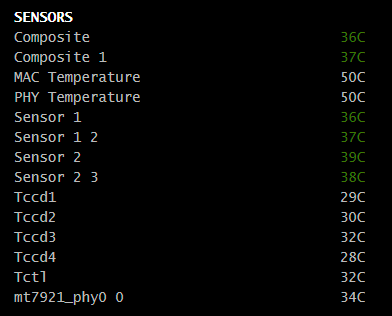 SENSORS
Composite 36C
Composite 1 37C
MAC Temperature 50C
PHY Temperature 50C
Sensor 1 36C
Sensor 1 2 37C
Sensor 2 39C
Sensor 2 3 38C
Tccd1 29C
Tccd2 30C
Tccd3 32C
Tccd4 28C
Tctl 32C
mt7921_phy0 0 34C